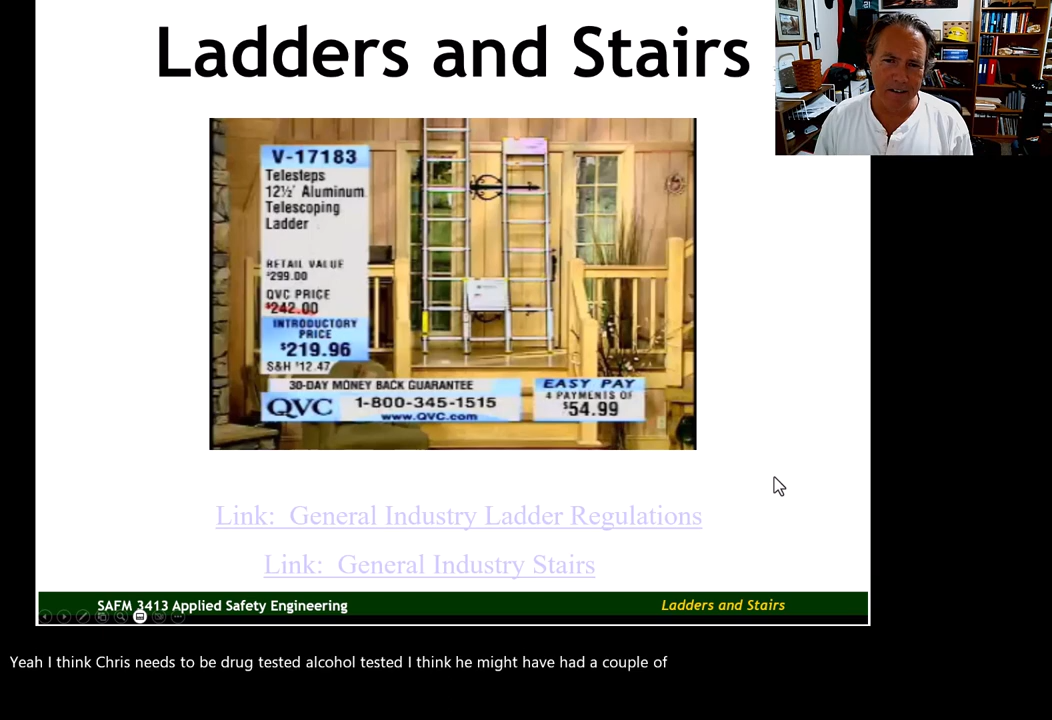 Ladders and Stairs
V-17183
Telesteps
12½' Aluminum
Telescoping
Ladder
RETAIL VALUE
$299.00
QVC PRICE
$242.00
INTRODUCTORY
PRICE
$219.96
S&H $12.47
30-DAY MONEY BACK GUARANTEE
QVC 1-800-345-1515
www.QVC.com
EASY PAY
4 PAYMENTS OF
$54.99
Link:  General Industry Ladder Regulations
Link:  General Industry Stairs
SAFM 3413 Applied Safety Engineering
Ladders and Stairs
Yeah I think Chris needs to be drug tested alcohol tested I think he might have had a couple of